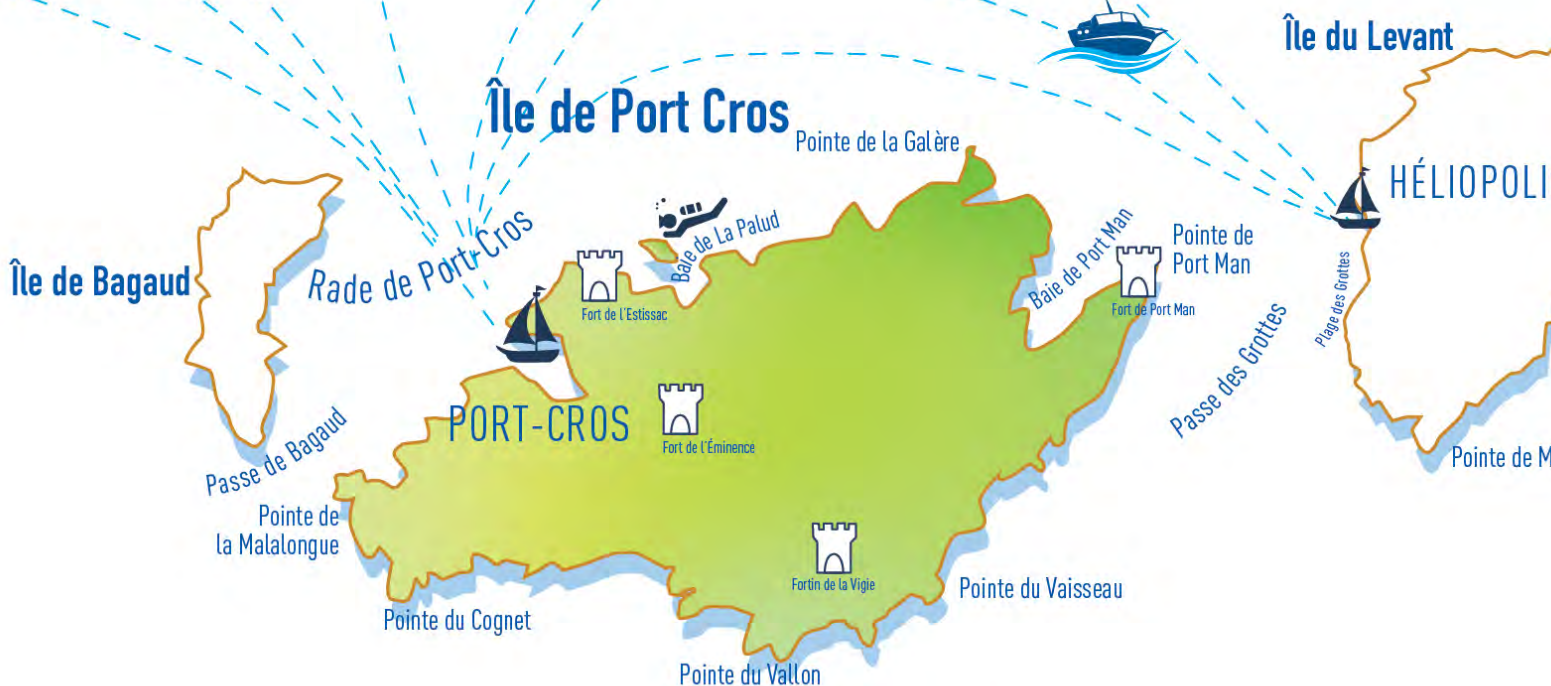 Île du Levant
Île de Port Cros
Pointe de la Galère
HÉLIOPOLI
Île de Bagaud
Rade de Port-Cros
Baie de La Palud
Baie de Port Man
Pointe de
Port Man
Fort de l'Estissac
Fort de Port Man
Plage des Grottes
Passe des Grottes
PORT-CROS
Fort de l'Éminence
Passe de Bagaud
Pointe de M
Pointe de
la Malalongue
Fortin de la Vigie
Pointe du Vaisseau
Pointe du Cognet
Pointe du Vallon